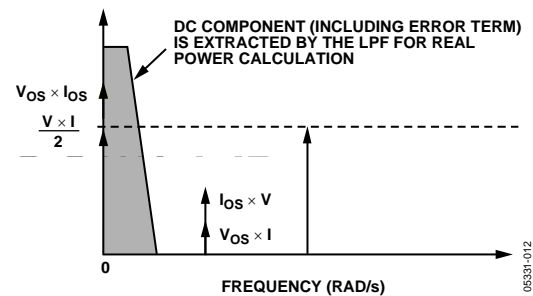 DC COMPONENT (INCLUDING ERROR TERM)
IS EXTRACTED BY THE LPF FOR REAL
POWER CALCULATION
VOS × IOS
V × I
2
IOS × V
VOS × I
0
FREQUENCY (RAD/s)
05331-012